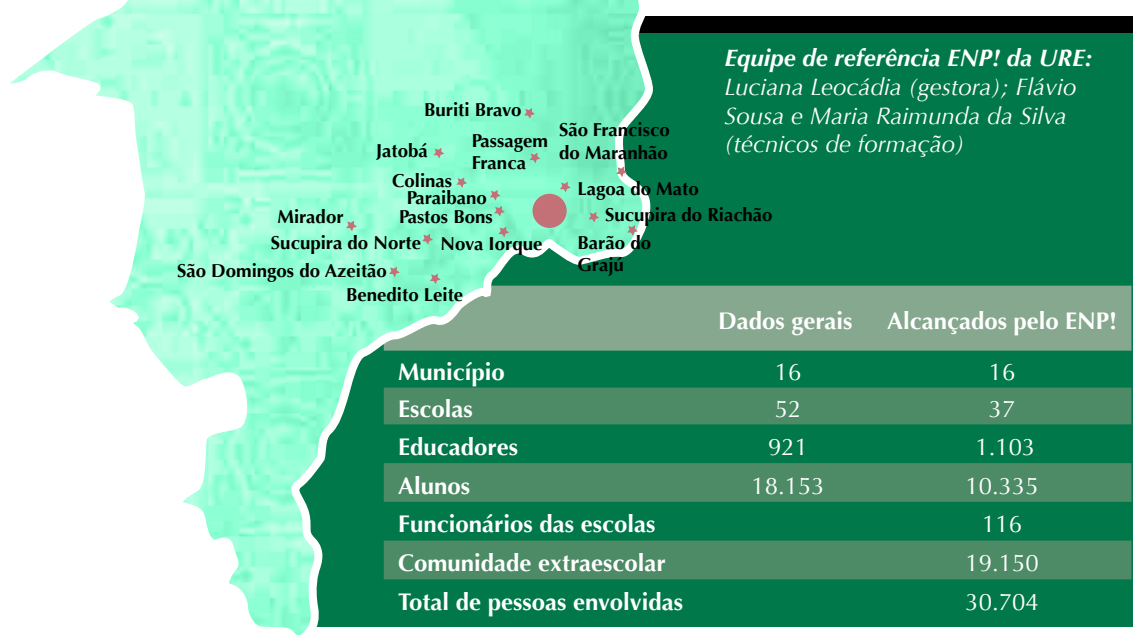 Equipe de referência ENP! da URE:
Luciana Leocádia (gestora); Flávio
Sousa e Maria Raimunda da Silva
(técnicos de formação)
Buriti Bravo
São Francisco
do Maranhão
Passagem
Franca
Jatobá
Colinas
Lagoa do Mato
Paraibano
Pastos Bons
Sucupira do Riachão
Mirador
Sucupira do Norte
Nova Iorque
Barão do
Grajú
São Domingos do Azeitão
Benedito Leite
Dados gerais Alcançados pelo ENP!
Município 16 16
Escolas 52 37
Educadores 921 1.103
Alunos 18.153 10.335
Funcionários das escolas 116
Comunidade extraescolar 19.150
Total de pessoas envolvidas 30.704